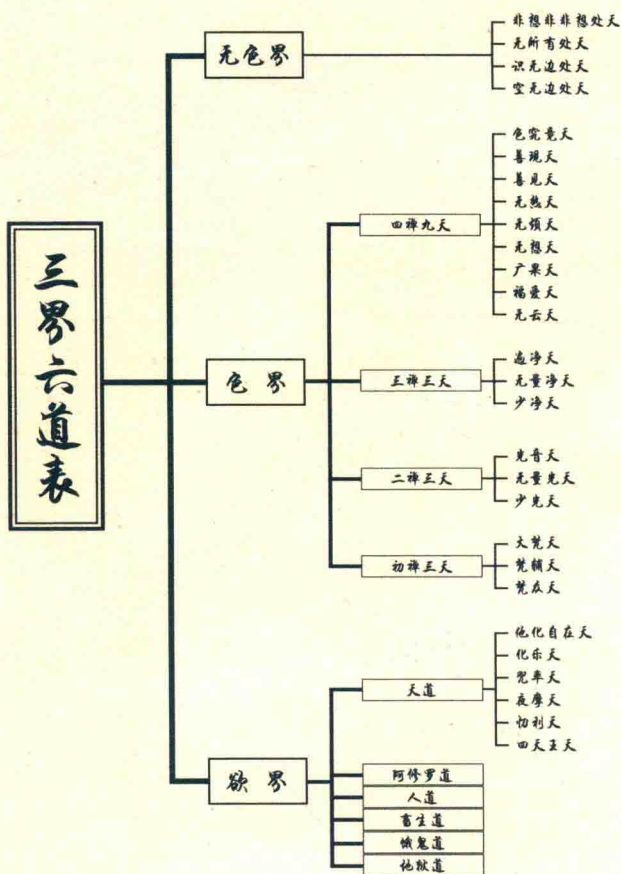 三界六道表
无色界
非想非非想处天
无所有处天
识无边处天
空无边处天
色界
四禅九天
色究竟天
善现天
善见天
无热天
无烦天
无想天
广果天
福爱天
无云天
三禅三天
遍净天
无量净天
少净天
二禅三天
光音天
无量光天
少光天
初禅三天
大梵天
梵辅天
梵众天
欲界
天道
他化自在天
化乐天
兜率天
夜摩天
忉利天
四天王天
阿修罗道
人道
畜生道
饿鬼道
地狱道